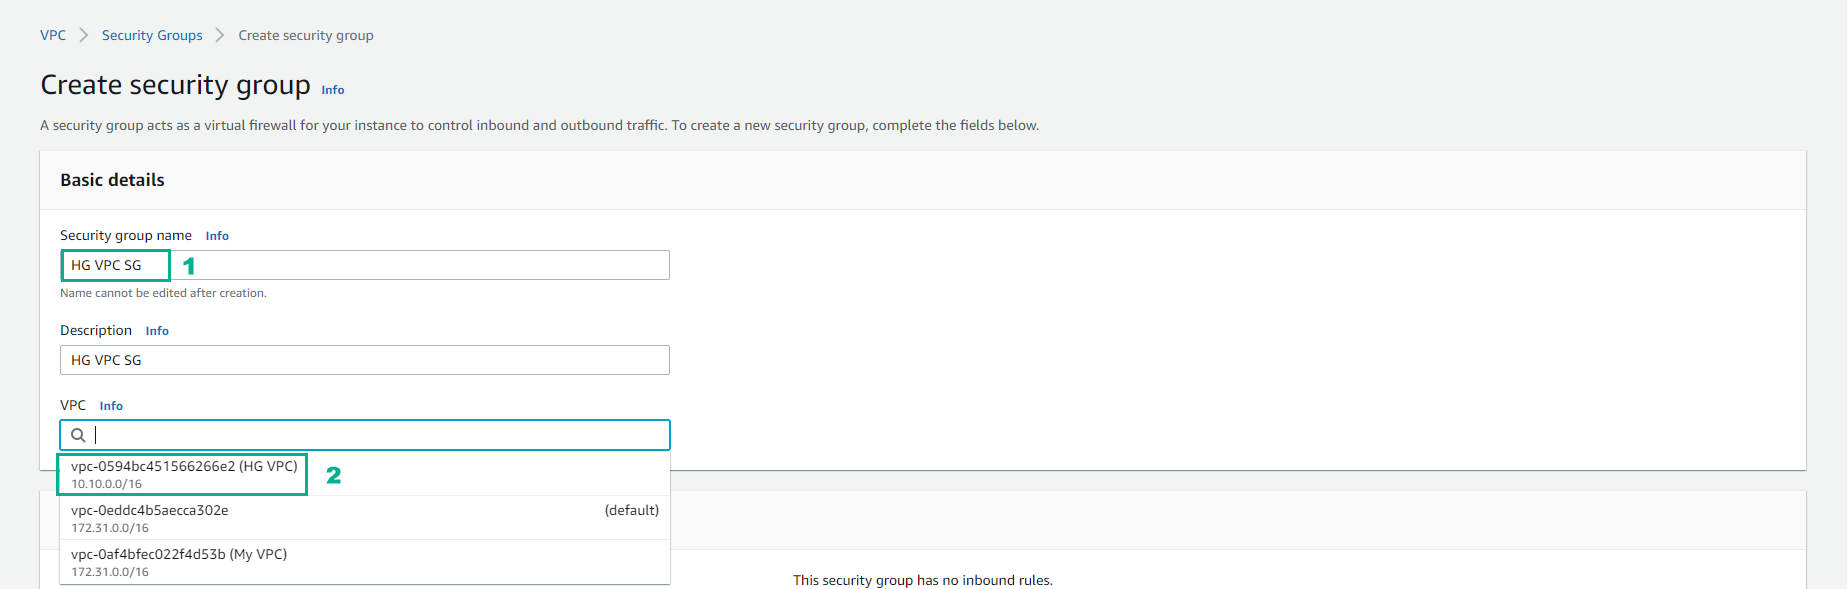 VPC > Security Groups > Create security group
Create security group Info
A security group acts as a virtual firewall for your instance to control inbound and outbound traffic. To create a new security group, complete the fields below.
Basic details
Security group name Info
HG VPC SG 1
Name cannot be edited after creation.
Description Info
HG VPC SG
VPC Info
vpc-0594bc451566266e2 (HG VPC) 2
10.10.0.0/16
vpc-0eddc4b5aecca302e (default)
172.31.0.0/16
vpc-0af4bfec022f4d53b (My VPC)
172.31.0.0/16
This security group has no inbound rules.